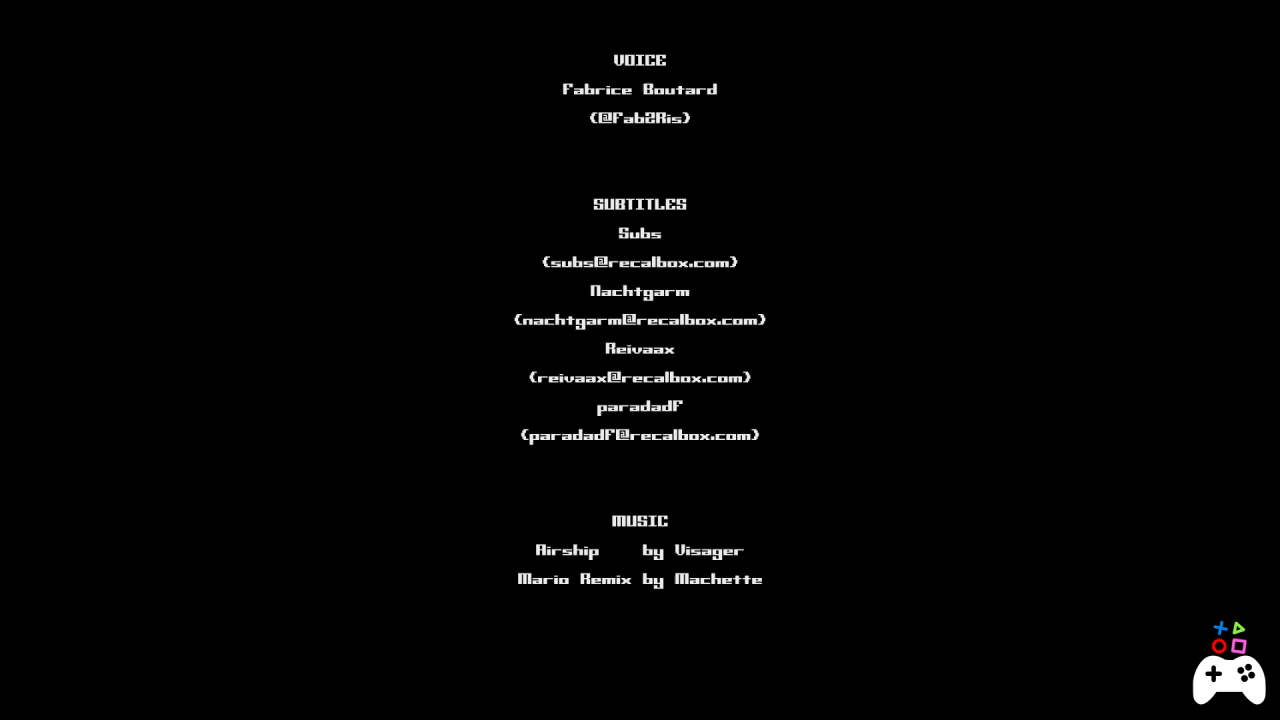 VOICE
Fabrice Boutard
(@Fab2Ris)
SUBTITLES
Subs
(subs@recalbox.com)
Nachtgarm
(nachtgarm@recalbox.com)
Reivaax
(reivaax@recalbox.com)
paradadf
(paradadf@recalbox.com)
MUSIC
Airship by Visager
Mario Remix by Machette